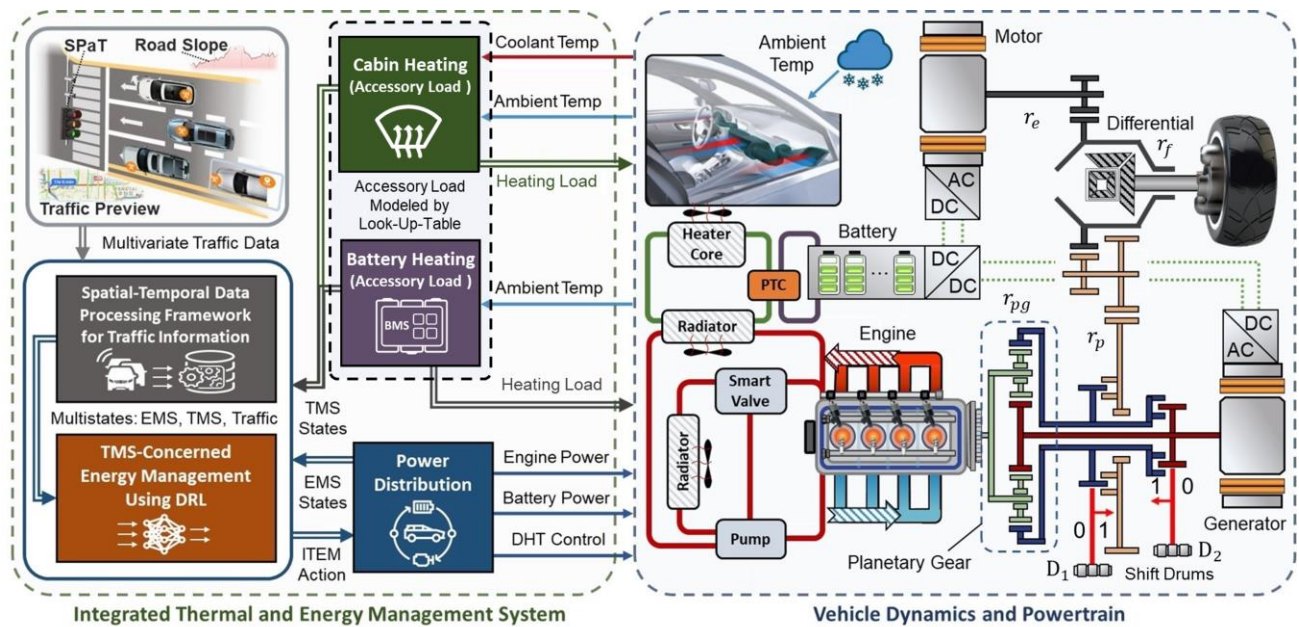 SPaT
Road Slope
Traffic Preview
Multivariate Traffic Data
Spatial-Temporal Data
Processing Framework
for Traffic Information
Multistates: EMS, TMS, Traffic
TMS-Concerned
Energy Management
Using DRL
Cabin Heating
(Accessory Load )
Accessory Load
Modeled by
Look-Up-Table
Battery Heating
(Accessory Load )
BMS
TMS
States
EMS
States
ITEM
Action
Power
Distribution
Coolant Temp
Ambient Temp
Heating Load
Ambient Temp
Heating Load
Engine Power
Battery Power
DHT Control
Integrated Thermal and Energy Management System
Ambient
Temp
Motor
r_e
Differential
r_f
AC
DC
Heater
Core
Battery
PTC
DC
DC
Radiator
Engine
r_pg
r_p
DC
AC
Smart
Valve
Radiator
Pump
Planetary Gear
0
1
1
0
Generator
D_1
D_2
Shift Drums
Vehicle Dynamics and Powertrain